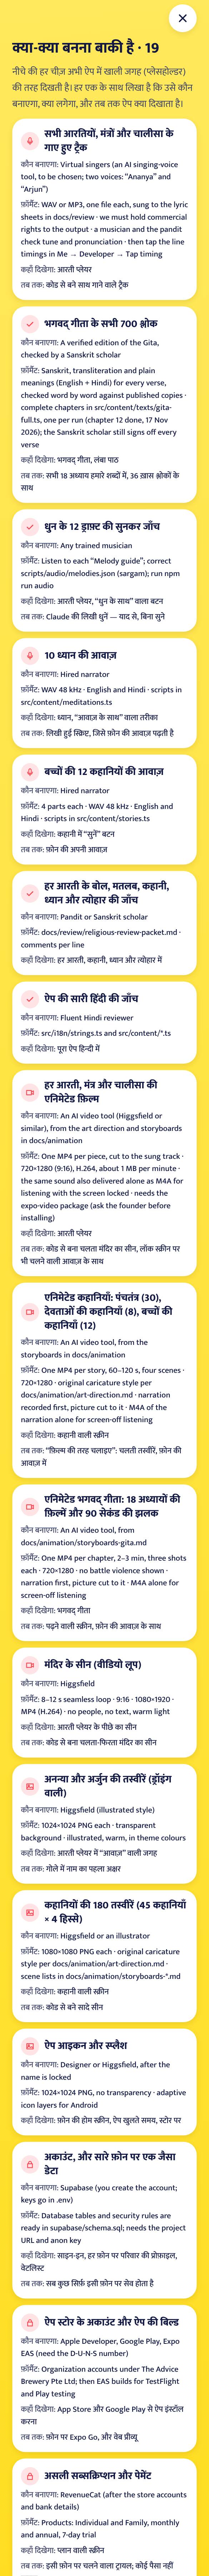 क्या-क्या बनना बाकी है · 19
नीचे की हर चीज़ अभी ऐप में खाली जगह (प्लेसहोल्डर)
की तरह दिखती है। हर एक के साथ लिखा है कि उसे कौन
बनाएगा, क्या लगेगा, और तब तक ऐप क्या दिखाता है।
सभी आरतियों, मंत्रों और चालीसा के
गाए हुए ट्रैक
कौन बनाएगा: Virtual singers (an AI singing-voice
tool, to be chosen; two voices: “Ananya” and
“Arjun”)
फ़ॉर्मैट: WAV or MP3, one file each, sung to the lyric
sheets in docs/review · we must hold commercial
rights to the output · a musician and the pandit
check tune and pronunciation · then tap the line
timings in Me → Developer → Tap timing
कहाँ दिखेगा: आरती प्लेयर
तब तक: कोड से बने साथ गाने वाले ट्रैक
भगवद् गीता के सभी 700 श्लोक
कौन बनाएगा: A verified edition of the Gita,
checked by a Sanskrit scholar
फ़ॉर्मैट: Sanskrit, transliteration and plain
meanings (English + Hindi) for every verse,
checked word by word against published copies ·
complete chapters in src/content/texts/gita-
full.ts, one per run (chapter 12 done, 17 Nov
2026); the Sanskrit scholar still signs off every
verse
कहाँ दिखेगा: भगवद् गीता, लंबा पाठ
तब तक: सभी 18 अध्याय हमारे शब्दों में, 36 ख़ास श्लोकों के
साथ
धुन के 12 ड्राफ़्ट की सुनकर जाँच
कौन बनाएगा: Any trained musician
फ़ॉर्मैट: Listen to each “Melody guide”; correct
scripts/audio/melodies.json (sargam); run npm
run audio
कहाँ दिखेगा: आरती प्लेयर, “धुन के साथ” वाला बटन
तब तक: Claude की लिखी धुनें — याद से, बिना सुने
10 ध्यान की आवाज़
कौन बनाएगा: Hired narrator
फ़ॉर्मैट: WAV 48 kHz · English and Hindi · scripts in
src/content/meditations.ts
कहाँ दिखेगा: ध्यान, “आवाज़ के साथ” वाला तरीका
तब तक: लिखी हुई स्क्रिप्ट, जिसे फ़ोन की आवाज़ पढ़ती है
बच्चों की 12 कहानियों की आवाज़
कौन बनाएगा: Hired narrator
फ़ॉर्मैट: 4 parts each · WAV 48 kHz · English and
Hindi · scripts in src/content/stories.ts
कहाँ दिखेगा: कहानी में “सुनें” बटन
तब तक: फ़ोन की अपनी आवाज़
हर आरती के बोल, मतलब, कहानी,
ध्यान और त्योहार की जाँच
कौन बनाएगा: Pandit or Sanskrit scholar
फ़ॉर्मैट: docs/review/religious-review-packet.md ·
comments per line
कहाँ दिखेगा: हर आरती, कहानी, ध्यान और त्योहार में
ऐप की सारी हिंदी की जाँच
कौन बनाएगा: Fluent Hindi reviewer
फ़ॉर्मैट: src/i18n/strings.ts and src/content/*.ts
कहाँ दिखेगा: पूरा ऐप हिन्दी में
हर आरती, मंत्र और चालीसा की
एनिमेटेड फ़िल्म
कौन बनाएगा: An AI video tool (Higgsfield or
similar), from the art direction and storyboards
in docs/animation
फ़ॉर्मैट: One MP4 per piece, cut to the sung track ·
720×1280 (9:16), H.264, about 1 MB per minute ·
the same sound also delivered alone as M4A for
listening with the screen locked · needs the
expo-video package (ask the founder before
installing)
कहाँ दिखेगा: आरती प्लेयर
तब तक: कोड से बना चलता मंदिर का सीन, लॉक स्क्रीन पर
भी चलने वाली आवाज़ के साथ
एनिमेटेड कहानियाँ: पंचतंत्र (30),
देवताओं की कहानियाँ (8), बच्चों की
कहानियाँ (12)
कौन बनाएगा: An AI video tool, from the
storyboards in docs/animation
फ़ॉर्मैट: One MP4 per story, 60–120 s, four scenes ·
720×1280 · original caricature style per
docs/animation/art-direction.md · narration
recorded first, picture cut to it · M4A of the
narration alone for screen-off listening
कहाँ दिखेगा: कहानी वाली स्क्रीन
तब तक: “फ़िल्म की तरह चलाइए”: चलती तस्वीरें, फ़ोन की
आवाज़ में
एनिमेटेड भगवद् गीता: 18 अध्यायों की
फ़िल्में और 90 सेकंड की झलक
कौन बनाएगा: An AI video tool, from
docs/animation/storyboards-gita.md
फ़ॉर्मैट: One MP4 per chapter, 2–3 min, three shots
each · 720×1280 · no battle violence shown ·
narration first, picture cut to it · M4A alone for
screen-off listening
कहाँ दिखेगा: भगवद् गीता
तब तक: पढ़ने वाली स्क्रीन, फ़ोन की आवाज़ के साथ
मंदिर के सीन (वीडियो लूप)
कौन बनाएगा: Higgsfield
फ़ॉर्मैट: 8–12 s seamless loop · 9:16 · 1080×1920 ·
MP4 (H.264) · no people, no text, warm light
कहाँ दिखेगा: आरती प्लेयर के पीछे का सीन
तब तक: कोड से बना चलता-फिरता मंदिर का सीन
अनन्या और अर्जुन की तस्वीरें (ड्रॉइंग
वाली)
कौन बनाएगा: Higgsfield (illustrated style)
फ़ॉर्मैट: 1024×1024 PNG each · transparent
background · illustrated, warm, in theme colours
कहाँ दिखेगा: आरती प्लेयर में “आवाज़” वाली जगह
तब तक: गोले में नाम का पहला अक्षर
कहानियों की 180 तस्वीरें (45 कहानियाँ
× 4 हिस्से)
कौन बनाएगा: Higgsfield or an illustrator
फ़ॉर्मैट: 1080×1080 PNG each · original caricature
style per docs/animation/art-direction.md ·
scene lists in docs/animation/storyboards-*.md
कहाँ दिखेगा: कहानी वाली स्क्रीन
तब तक: कोड से बने सादे सीन
ऐप आइकन और स्प्लैश
कौन बनाएगा: Designer or Higgsfield, after the
name is locked
फ़ॉर्मैट: 1024×1024 PNG, no transparency · adaptive
icon layers for Android
कहाँ दिखेगा: फ़ोन की होम स्क्रीन, ऐप खुलते समय, स्टोर पर
अकाउंट, और सारे फ़ोन पर एक जैसा
डेटा
कौन बनाएगा: Supabase (you create the account;
keys go in .env)
फ़ॉर्मैट: Database tables and security rules are
ready in supabase/schema.sql; needs the project
URL and anon key
कहाँ दिखेगा: साइन-इन, हर फ़ोन पर परिवार की प्रोफ़ाइल,
वेटलिस्ट
तब तक: सब कुछ सिर्फ़ इसी फ़ोन पर सेव होता है
ऐप स्टोर के अकाउंट और ऐप की बिल्ड
कौन बनाएगा: Apple Developer, Google Play, Expo
EAS (need the D-U-N-S number)
फ़ॉर्मैट: Organization accounts under The Advice
Brewery Pte Ltd; then EAS builds for TestFlight
and Play testing
कहाँ दिखेगा: App Store और Google Play से ऐप इंस्टॉल
करना
तब तक: फ़ोन पर Expo Go, और वेब प्रीव्यू
असली सब्सक्रिप्शन और पेमेंट
कौन बनाएगा: RevenueCat (after the store accounts
and bank details)
फ़ॉर्मैट: Products: Individual and Family, monthly
and annual, 7-day trial
कहाँ दिखेगा: प्लान वाली स्क्रीन
तब तक: इसी फ़ोन पर चलने वाला ट्रायल; कोई पैसा नहीं